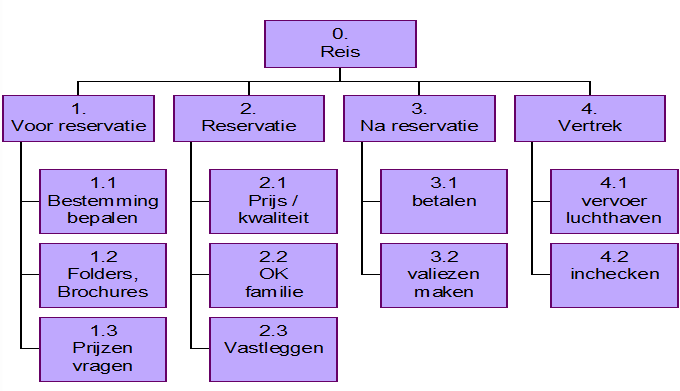 0.
Reis
1.
Voor reservatie
2.
Reservatie
3.
Na reservatie
4.
Vertrek
1.1
Bestemming
bepalen
1.2
Folders,
Brochures
1.3
Prijzen
vragen
2.1
Prijs /
kwaliteit
2.2
OK
familie
2.3
Vastleggen
3.1
betalen
3.2
valiezen
maken
4.1
vervoer
luchthaven
4.2
inchecken